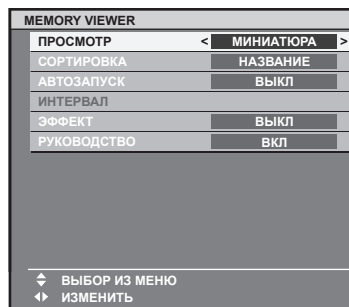 MEMORY VIEWER
ПРОСМОТР < МИНИАТЮРА >
СОРТИРОВКА НАЗВАНИЕ
АВТОЗАПУСК ВЫКЛ
ИНТЕРВАЛ
ЭФФЕКТ ВЫКЛ
РУКОВОДСТВО ВКЛ
ВЫБОР ИЗ МЕНЮ
ИЗМЕНИТЬ